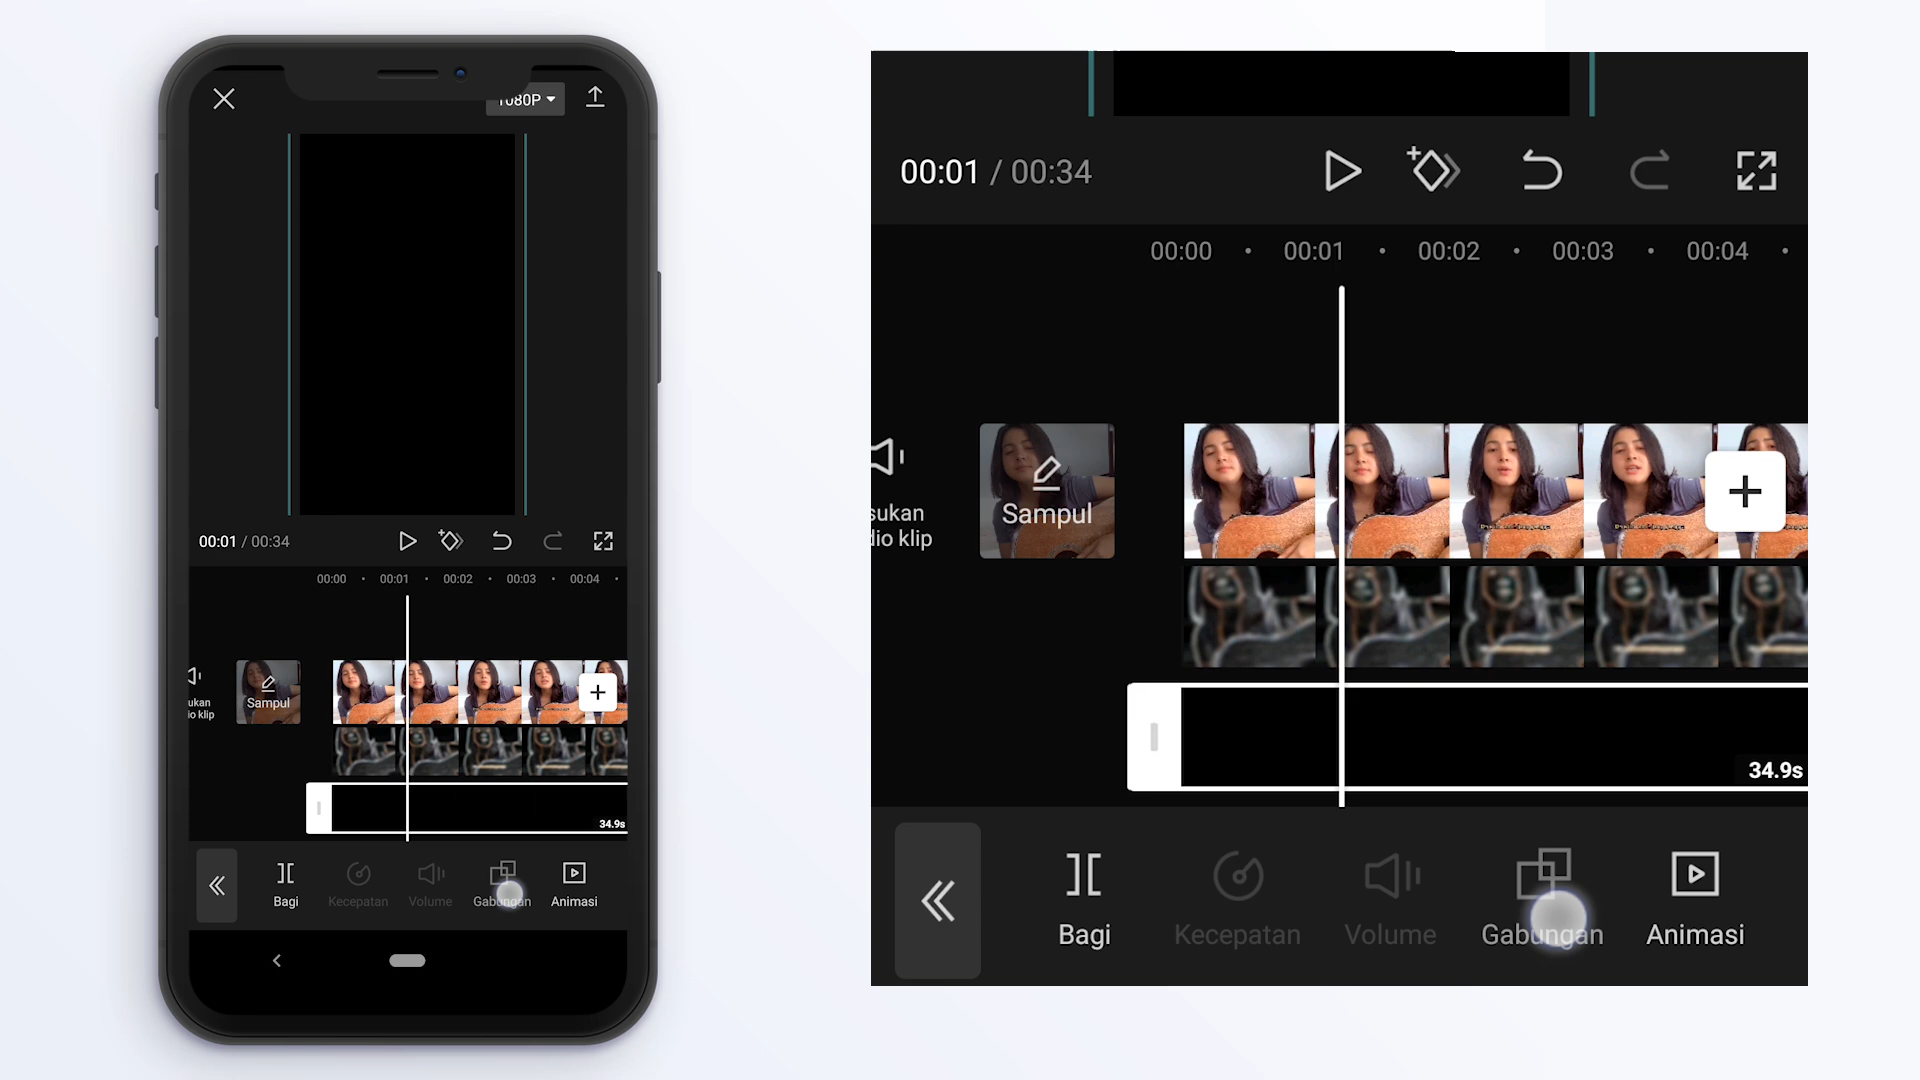 1080P
00:01 / 00:34
00:00 00:01 00:02 00:03 00:04
ukan
io klip
Sampul
34.9s
Bagi Kecepatan Volume Gabungan Animasi
00:01 / 00:34
00:00 00:01 00:02 00:03 00:04
sukan
dio klip
Sampul
34.9s
Bagi Kecepatan Volume Gabungan Animasi